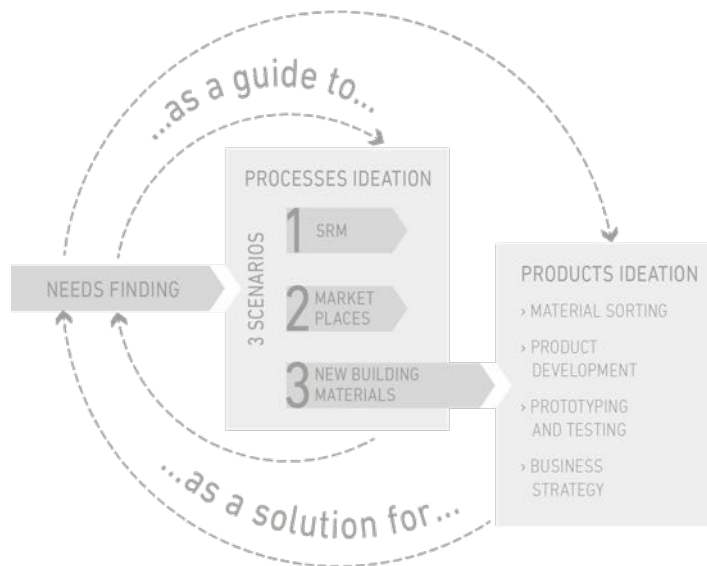 ...as a guide to...
PROCESSES IDEATION
3 SCENARIOS
1 SRM
2 MARKET
PLACES
3 NEW BUILDING
MATERIALS
NEEDS FINDING
PRODUCTS IDEATION
› MATERIAL SORTING
› PRODUCT
DEVELOPMENT
› PROTOTYPING
AND TESTING
› BUSINESS
STRATEGY
...as a solution for...